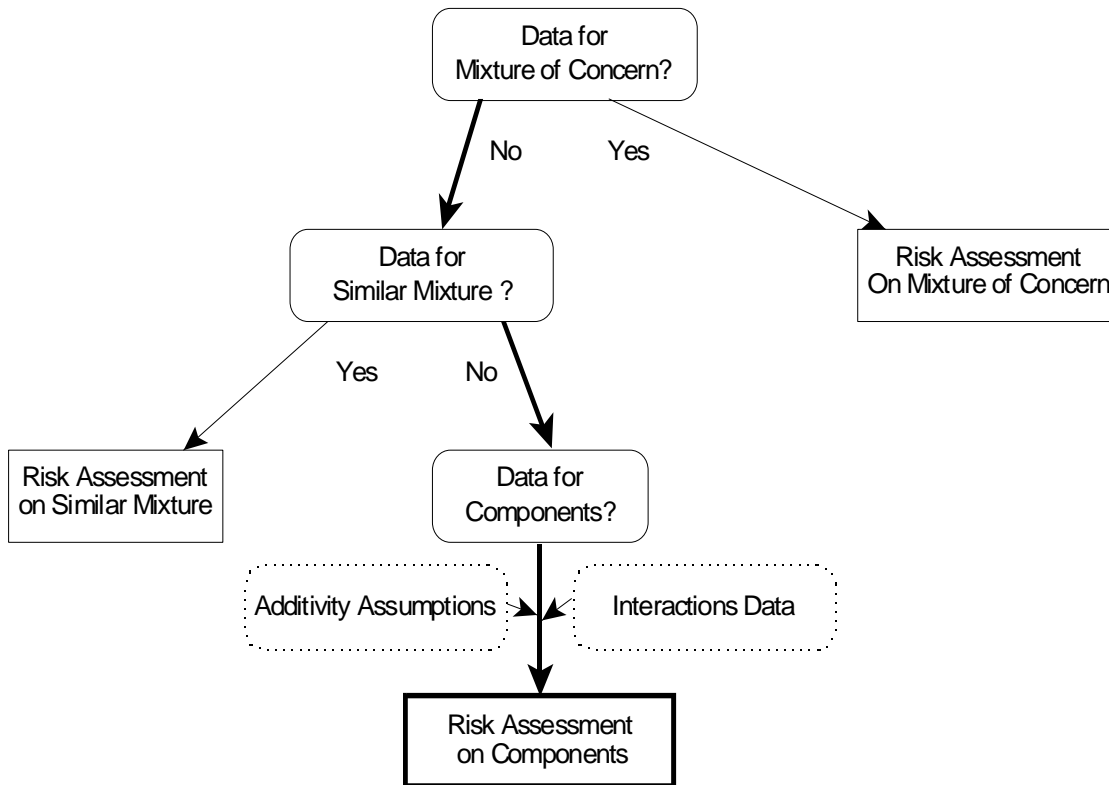 Data for
Mixture of Concern?
No
Yes
Data for
Similar Mixture ?
Risk Assessment
On Mixture of Concern
Yes
No
Risk Assessment
on Similar Mixture
Data for
Components?
Additivity Assumptions
Interactions Data
Risk Assessment
on Components